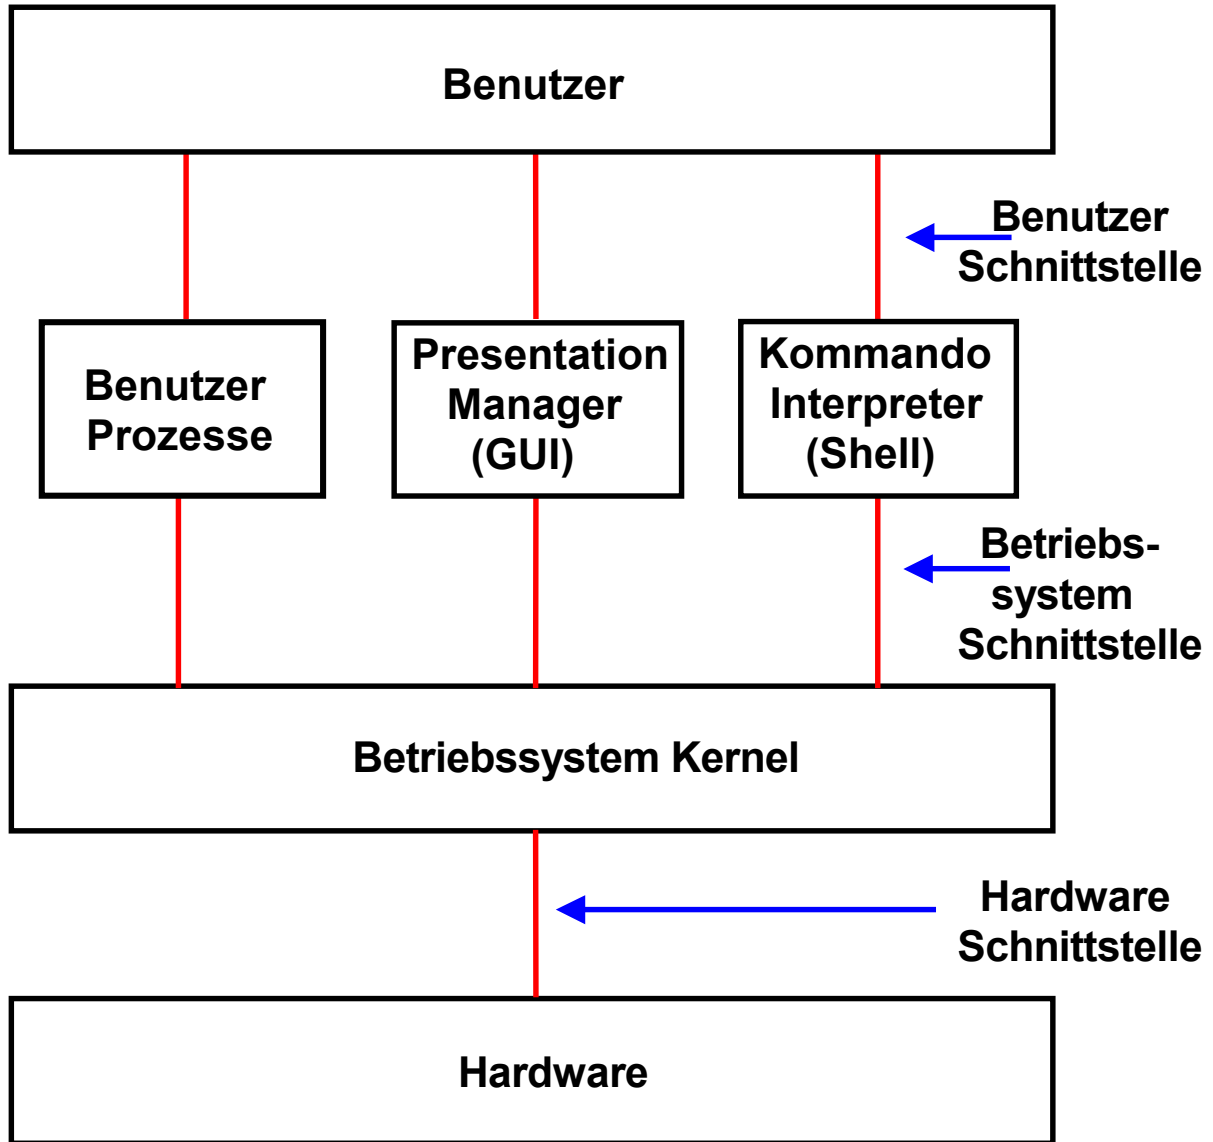 Benutzer
Benutzer
Schnittstelle
Benutzer
Prozesse
Presentation
Manager
(GUI)
Kommando
Interpreter
(Shell)
Betriebs-
system
Schnittstelle
Betriebssystem Kernel
Hardware
Schnittstelle
Hardware